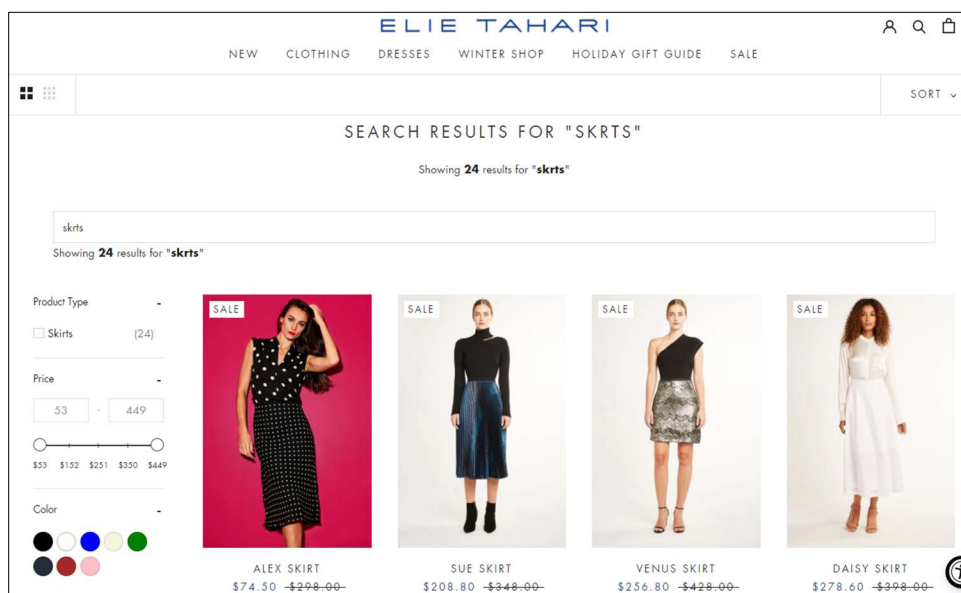 ELIE TAHARI
NEW CLOTHING DRESSES WINTER SHOP HOLIDAY GIFT GUIDE SALE
SORT
SEARCH RESULTS FOR "SKRTS"
Showing 24 results for "skrts"
skrts
Showing 24 results for "skrts"
Product Type -
Skirts (24)
Price -
53 - 449
$53 $152 $251 $350 $449
Color -
SALE SALE SALE SALE
ALEX SKIRT SUE SKIRT VENUS SKIRT DAISY SKIRT
$74.50 $298.00 $208.80 $348.00 $256.80 $428.00 $278.60 $398.00